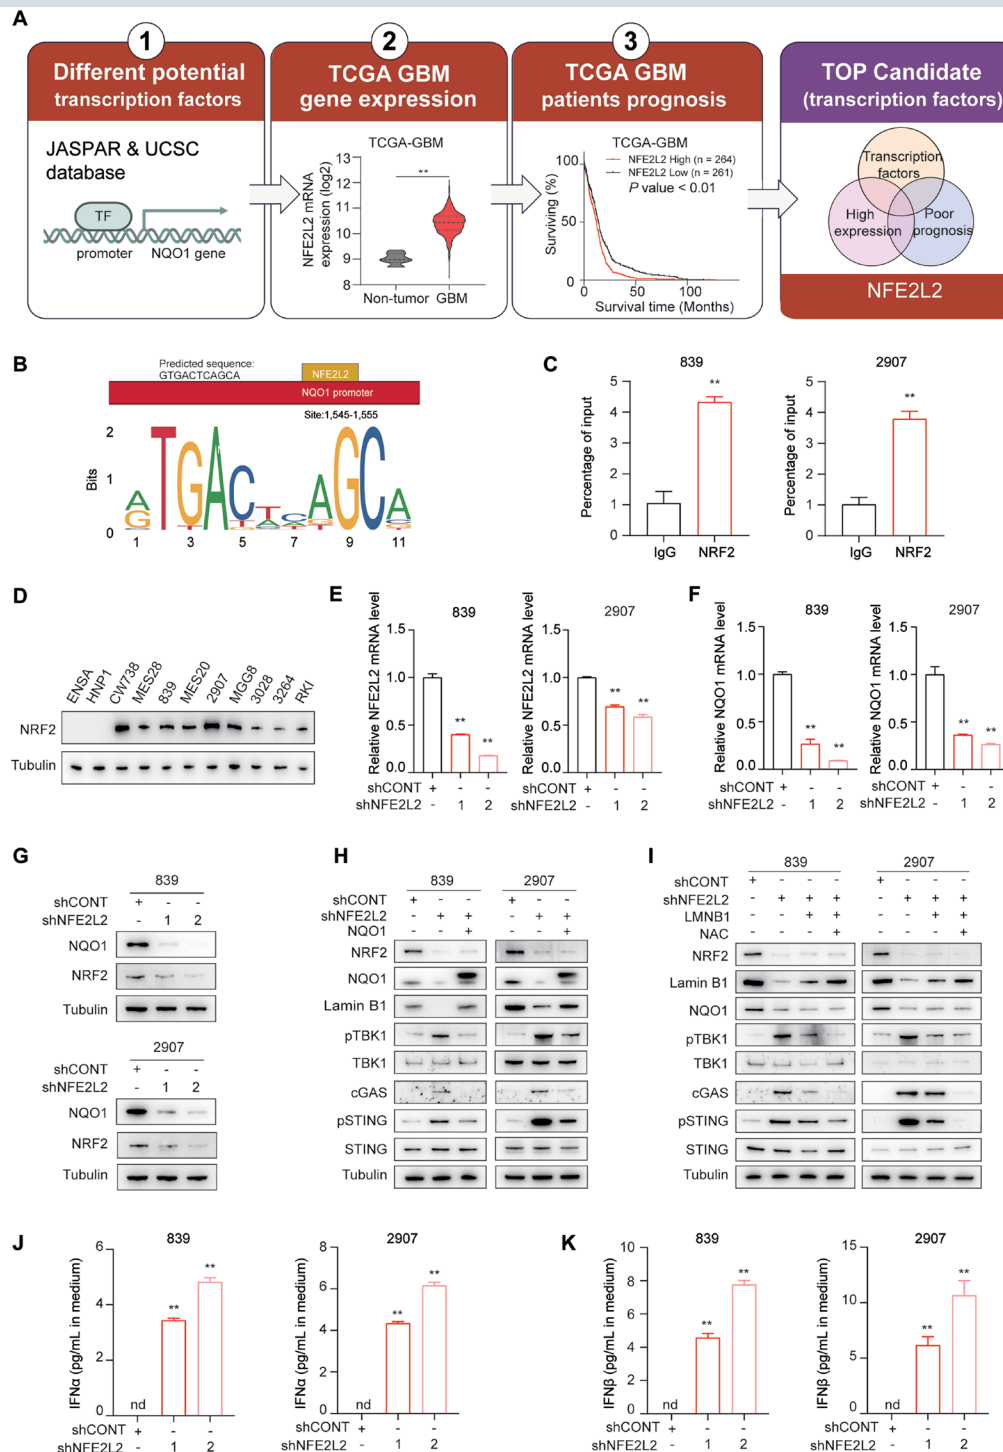 A
1
Different potential
transcription factors
JASPAR & UCSC
database
TF
promoter
NQO1 gene
2
TCGA GBM
gene expression
TCGA-GBM
NFE2L2 mRNA
expression (log2)
13
12
11
10
9
8
**
Non-tumor GBM
3
TCGA GBM
patients prognosis
TCGA-GBM
NFE2L2 High (n = 264)
NFE2L2 Low (n = 261)
P value < 0.01
Surviving (%)
100
50
0
0 50 100
Survival time (Months)
TOP Candidate
(transcription factors)
Transcription
factors
High
expression
Poor
prognosis
NFE2L2
B
Predicted sequence:
GTGACTCAGCA
NFE2L2
NQO1 promoter
Site:1,545-1,555
Bits
2
1
0
1 3 5 7 9 11
C
839
Percentage of input
5
4
3
2
1
0
**
IgG NRF2
2907
Percentage of input
5
4
3
2
1
0
**
IgG NRF2
D
ENSA HNP1 CW738 MES28 839 MES20 2907 MGG8 3028 3264 RKI
NRF2
Tubulin
E
839
Relative NFE2L2 mRNA level
1.5
1.0
0.5
0.0
** **
shCONT + - -
shNFE2L2 - 1 2
2907
Relative NFE2L2 mRNA level
1.5
1.0
0.5
0.0
** **
+ - -
- 1 2
F
839
Relative NQO1 mRNA level
1.5
1.0
0.5
0.0
** **
shCONT + - -
shNFE2L2 - 1 2
2907
Relative NQO1 mRNA level
1.5
1.0
0.5
0.0
** **
+ - -
- 1 2
G
839
shCONT + - -
shNFE2L2 - 1 2
NQO1
NRF2
Tubulin
2907
shCONT + - -
shNFE2L2 - 1 2
NQO1
NRF2
Tubulin
H
839 2907
shCONT + - - + - -
shNFE2L2 - + + - + +
NQO1 - - + - - +
NRF2
NQO1
Lamin B1
pTBK1
TBK1
cGAS
pSTING
STING
Tubulin
I
839 2907
shCONT + - - - + - - -
shNFE2L2 - + + + - + + +
LMNB1 - - + + - - + +
NAC - - - + - - - +
NRF2
Lamin B1
NQO1
pTBK1
TBK1
cGAS
pSTING
STING
Tubulin
J
839
IFNα (pg/mL in medium)
6
4
2
0
nd ** **
shCONT + - -
shNFE2L2 - 1 2
2907
IFNα (pg/mL in medium)
8
6
4
2
0
nd ** **
+ - -
- 1 2
K
839
IFNβ (pg/mL in medium)
10
8
6
4
2
0
nd ** **
shCONT + - -
shNFE2L2 - 1 2
2907
IFNβ (pg/mL in medium)
15
10
5
0
nd ** **
+ - -
- 1 2